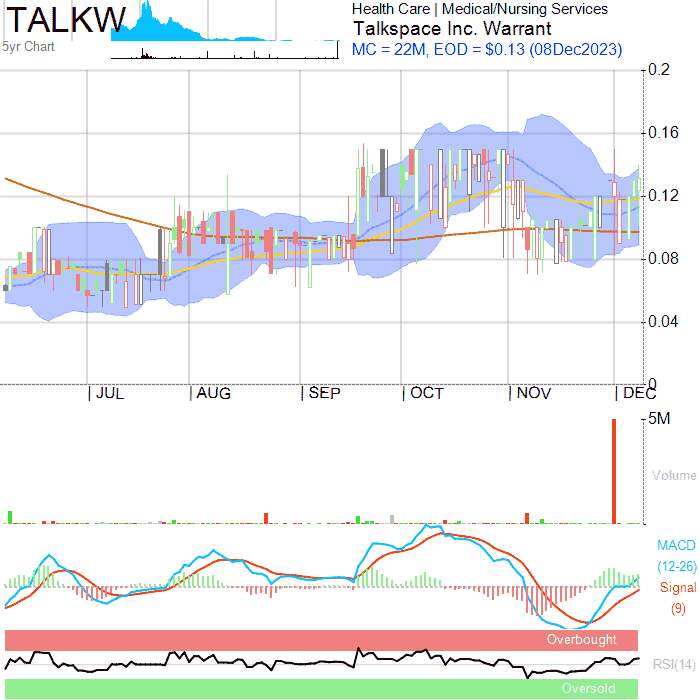 TALKW
5yr Chart
Health Care | Medical/Nursing Services
Talkspace Inc. Warrant
MC = 22M, EOD = $0.13 (08Dec2023)
0.2
0.16
0.12
0.08
0.04
0
JUL AUG SEP OCT NOV DEC
5M
Volume
MACD
(12-26)
Signal
(9)
Overbought
RSI(14)
Oversold